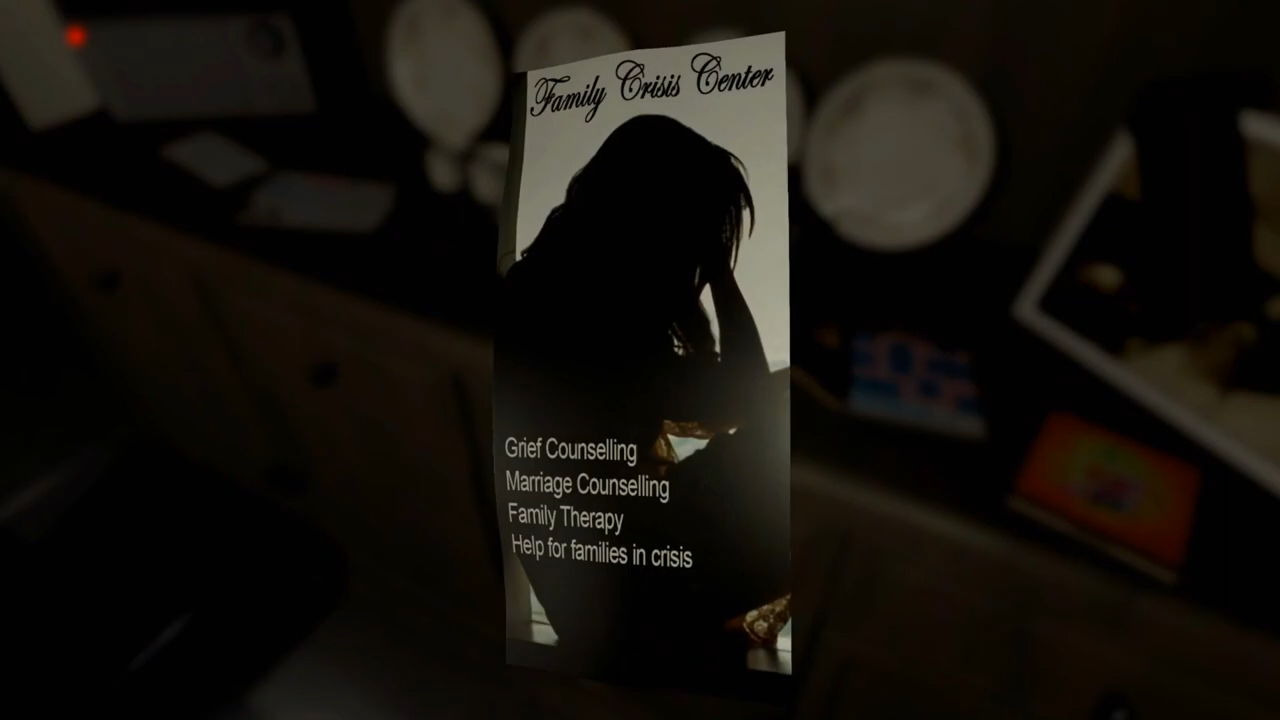 Family Crisis Center
Grief Counselling
Marriage Counselling
Family Therapy
Help for families in crisis